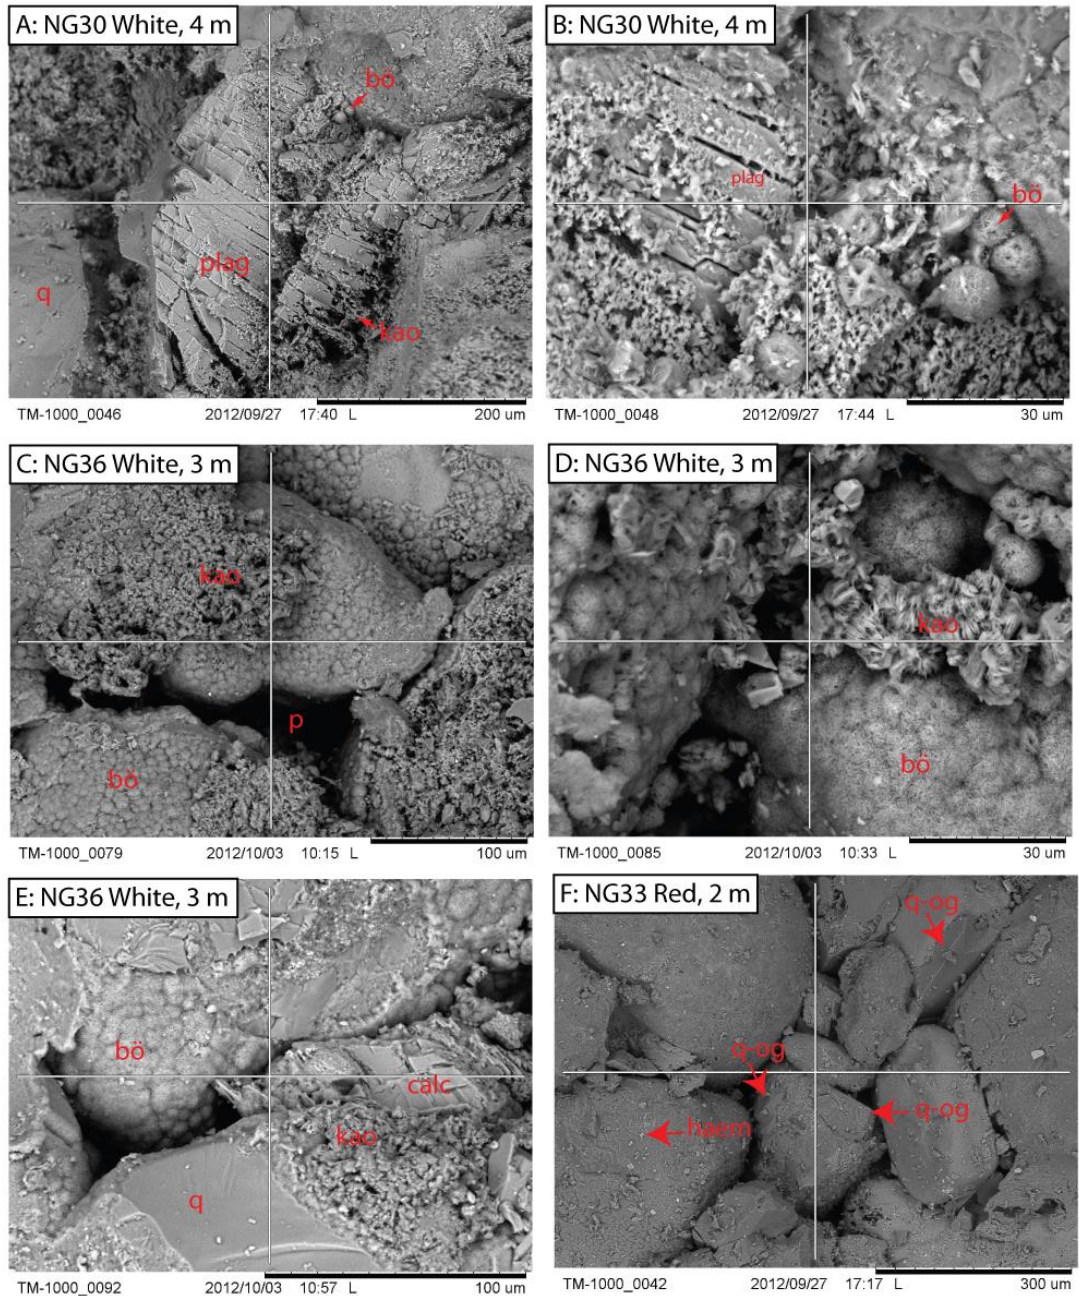 A: NG30 White, 4 m
bö
plag
q
kao
TM-1000_0046 2012/09/27 17:40 L 200 um
B: NG30 White, 4 m
plag
bö
TM-1000_0048 2012/09/27 17:44 L 30 um
C: NG36 White, 3 m
kao
p
bö
TM-1000_0079 2012/10/03 10:15 L 100 um
D: NG36 White, 3 m
kao
bö
TM-1000_0085 2012/10/03 10:33 L 30 um
E: NG36 White, 3 m
bö
calc
kao
q
TM-1000_0092 2012/10/03 10:57 L 100 um
F: NG33 Red, 2 m
q-og
q-og
q-og
haem
TM-1000_0042 2012/09/27 17:17 L 300 um